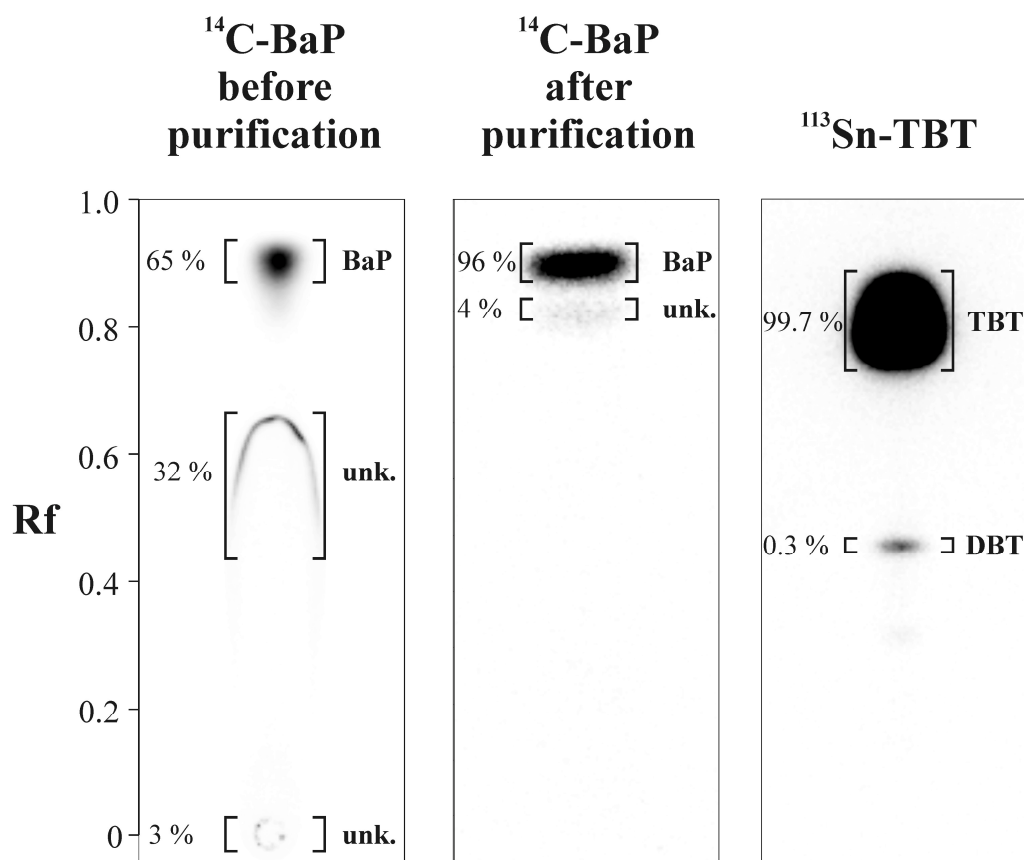 ¹⁴C-BaP
before
purification
¹⁴C-BaP
after
purification
¹¹³Sn-TBT
Rf
1.0
0.8
0.6
0.4
0.2
0
65 %
BaP
32 %
unk.
3 %
unk.
96 %
BaP
4 %
unk.
99.7 %
TBT
0.3 %
DBT